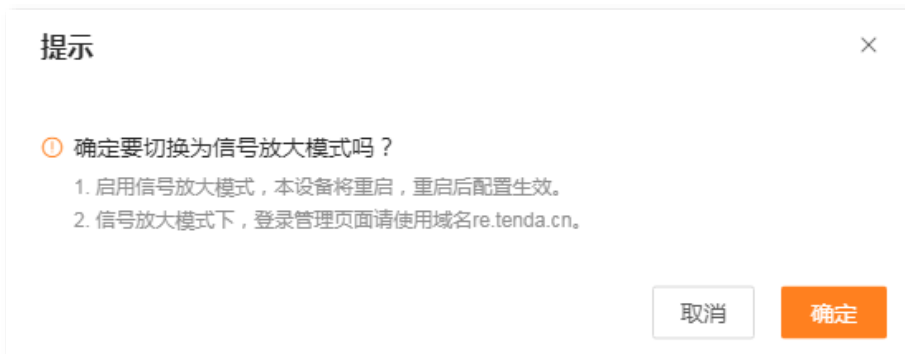 提示
确定要切换为信号放大模式吗？
1. 启用信号放大模式，本设备将重启，重启后配置生效。
2. 信号放大模式下，登录管理页面请使用域名re.tenda.cn。
取消
确定